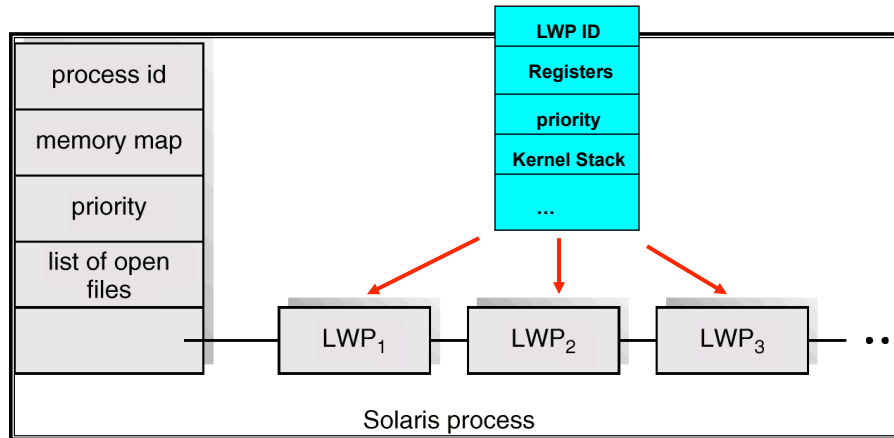 LWP ID
Registers
priority
Kernel Stack
...
process id
memory map
priority
list of open
files
LWP1
LWP2
LWP3
..
Solaris process